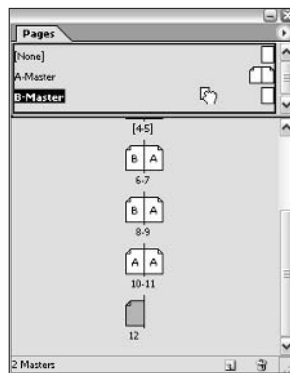 Pages
[None]
A-Master
B-Master
[4-5]
B A
6-7
B A
8-9
A A
10-11
12
2 Masters